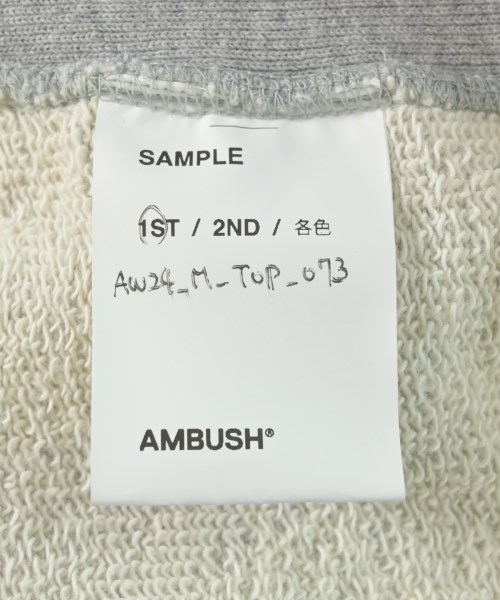 SAMPLE
1ST / 2ND / 各色
AW24_M_TOP_073
AMBUSH®